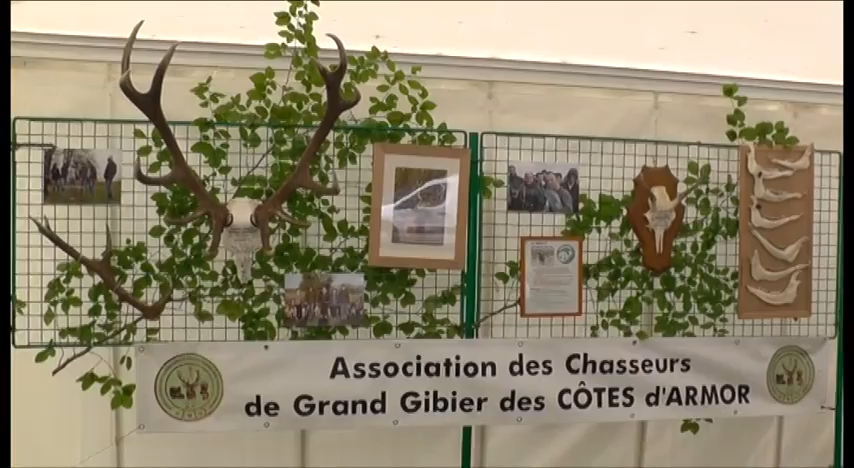 Association des Chasseurs
de Grand Gibier des CÔTES d'ARMOR